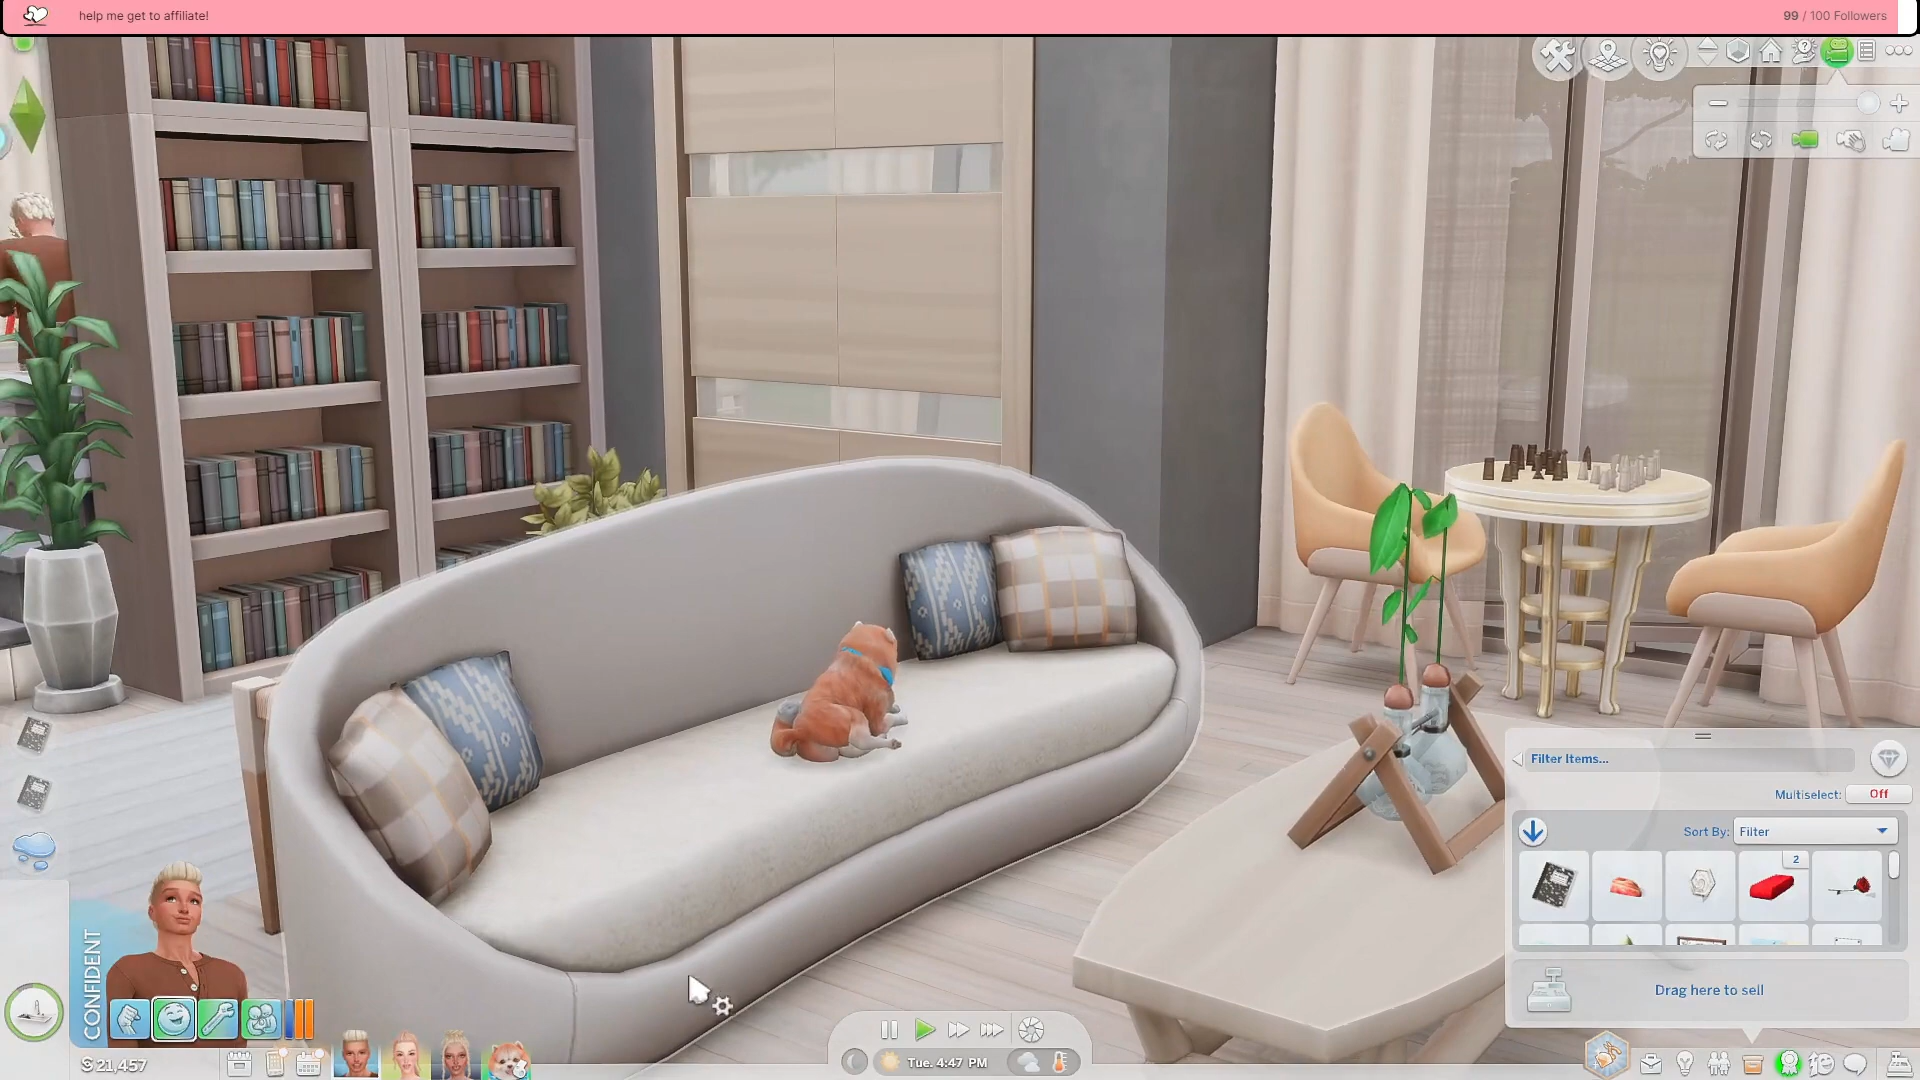 help me get to affiliate!
99 / 100 Followers
Filter Items...
Multiselect: Off
Sort By: Filter
2
Drag here to sell
CONFIDENT
§21,457
Tue. 4:47 PM